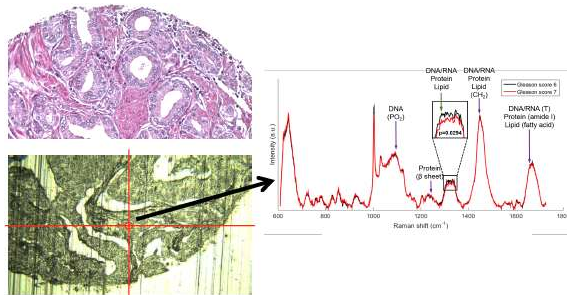 DNA/RNA
Protein
Lipid
DNA/RNA
Protein
Lipid
(CH₂)
Gleason score 6
Gleason score 7
DNA
(PO₂)
p=0.0294
DNA/RNA (T)
Protein (amide I)
Lipid (fatty acid)
Protein
(β sheet)
Intensity (a.u.)
600 800 1000 1200 1400 1600 1800
Raman shift (cm⁻¹)